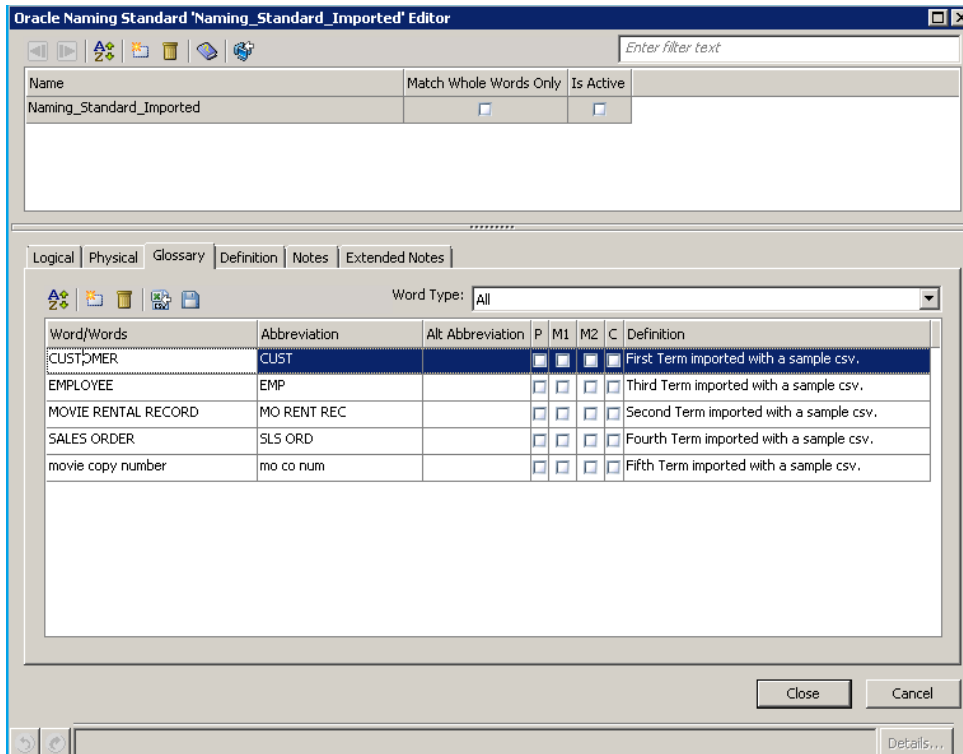 Oracle Naming Standard 'Naming_Standard_Imported' Editor
Enter filter text
Name Match Whole Words Only Is Active
Naming_Standard_Imported
Logical Physical Glossary Definition Notes Extended Notes
Word Type: All
Word/Words Abbreviation Alt Abbreviation P M1 M2 C Definition
CUSTOMER CUST First Term imported with a sample csv.
EMPLOYEE EMP Third Term imported with a sample csv.
MOVIE RENTAL RECORD MO RENT REC Second Term imported with a sample csv.
SALES ORDER SLS ORD Fourth Term imported with a sample csv.
movie copy number mo co num Fifth Term imported with a sample csv.
Close Cancel
Details...